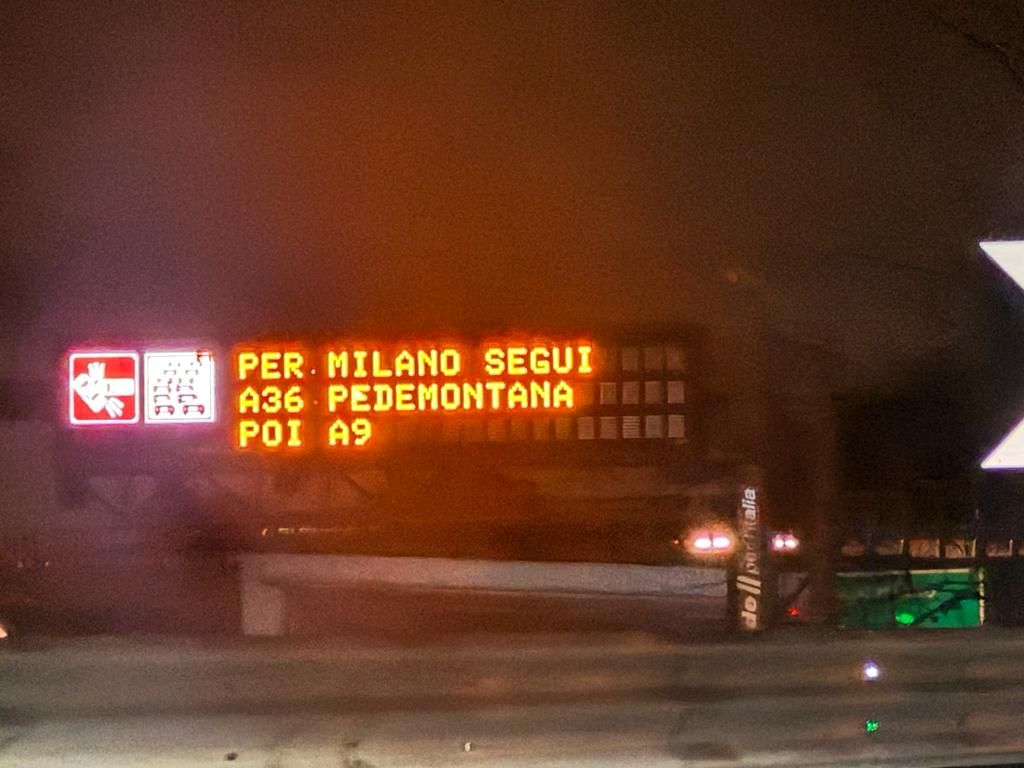 PER MILANO SEGUI
A36 PEDEMONTANA
POI A9